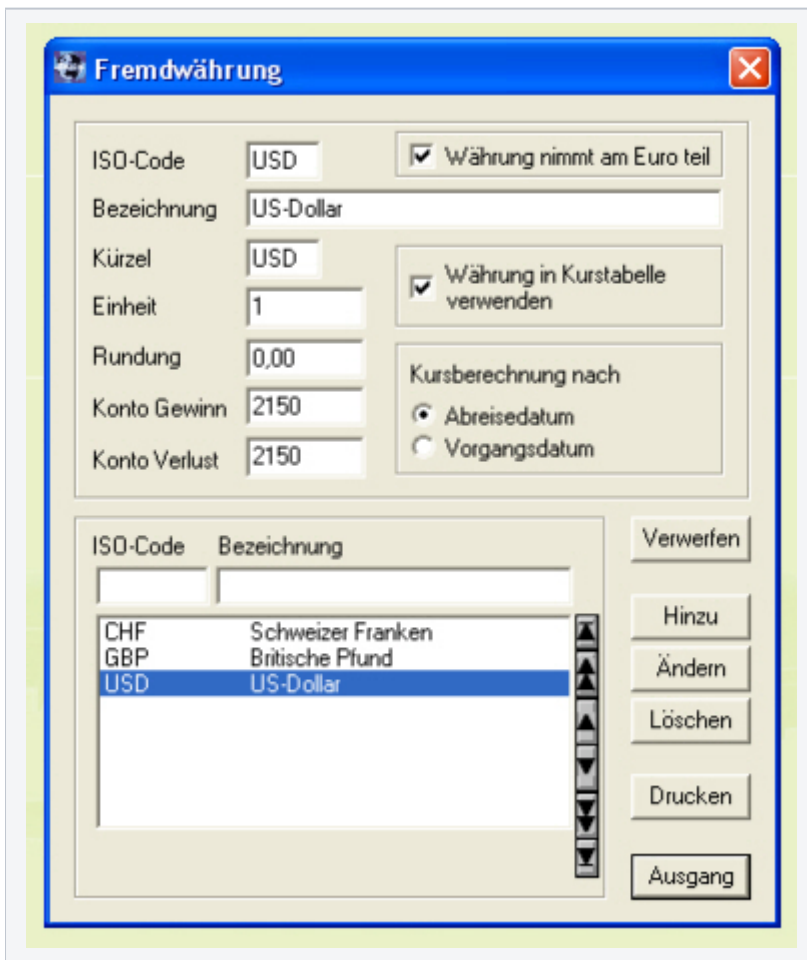 Fremdwährung
ISO-Code USD Währung nimmt am Euro teil
Bezeichnung US-Dollar
Kürzel USD
Währung in Kurstabelle
verwenden
Einheit 1
Rundung 0,00
Kursberechnung nach
Konto Gewinn 2150 Abreisedatum
Konto Verlust 2150 Vorgangsdatum
ISO-Code Bezeichnung
CHF Schweizer Franken
GBP Britische Pfund
USD US-Dollar
Verwerfen
Hinzu
Ändern
Löschen
Drucken
Ausgang